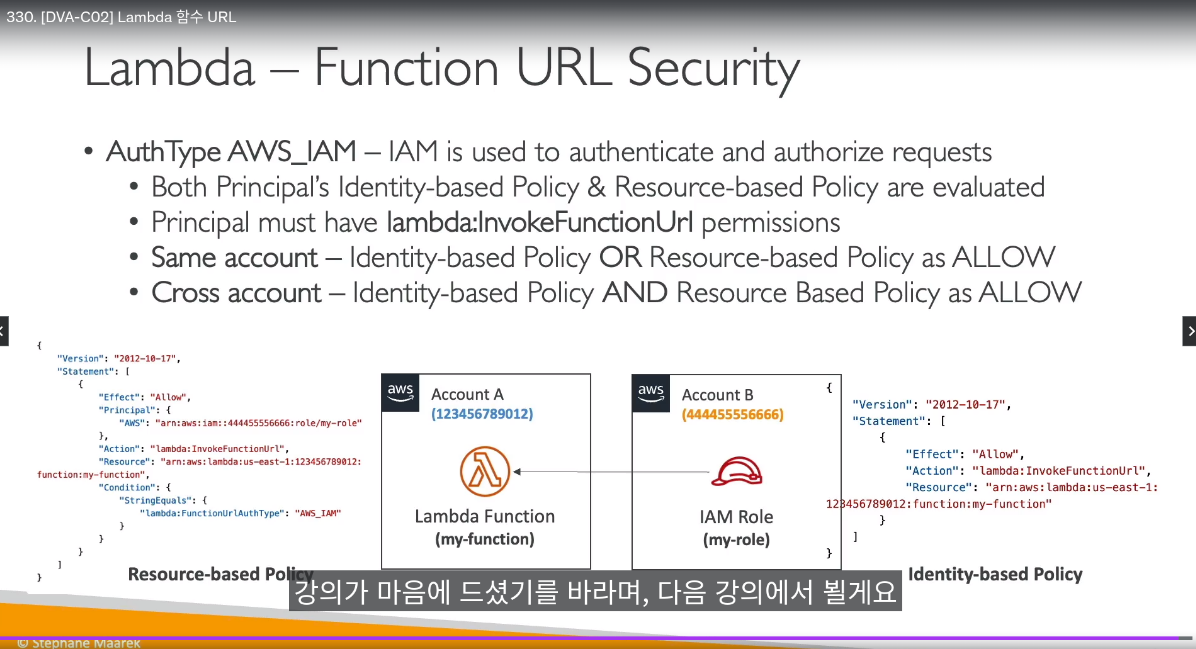 330. [DVA-C02] Lambda 함수 URL
Lambda – Function URL Security
• AuthType AWS_IAM – IAM is used to authenticate and authorize requests
• Both Principal's Identity-based Policy & Resource-based Policy are evaluated
• Principal must have lambda:InvokeFunctionUrl permissions
• Same account – Identity-based Policy OR Resource-based Policy as ALLOW
• Cross account – Identity-based Policy AND Resource Based Policy as ALLOW
{
"Version": "2012-10-17",
"Statement": [
{
"Effect": "Allow",
"Principal": {
"AWS": "arn:aws:iam::444455556666:role/my-role"
},
"Action": "lambda:InvokeFunctionUrl",
"Resource": "arn:aws:lambda:us-east-1:123456789012:
function:my-function",
"Condition": {
"StringEquals": {
"lambda:FunctionUrlAuthType": "AWS_IAM"
}
}
}
]
}
Resource-based Policy
aws
Account A
(123456789012)
Lambda Function
(my-function)
aws
Account B
(444455556666)
IAM Role
(my-role)
{
"Version": "2012-10-17",
"Statement": [
{
"Effect": "Allow",
"Action": "lambda:InvokeFunctionUrl",
"Resource": "arn:aws:lambda:us-east-1:
123456789012:function:my-function"
}
]
}
Identity-based Policy
강의가 마음에 드셨기를 바라며, 다음 강의에서 뵐게요
© Stephane Maarek